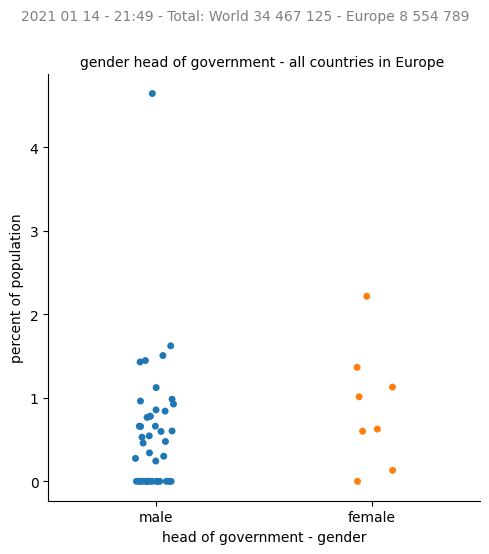 2021 01 14 - 21:49 - Total: World 34 467 125 - Europe 8 554 789
gender head of government - all countries in Europe
percent of population
4
3
2
1
0
male female
head of government - gender